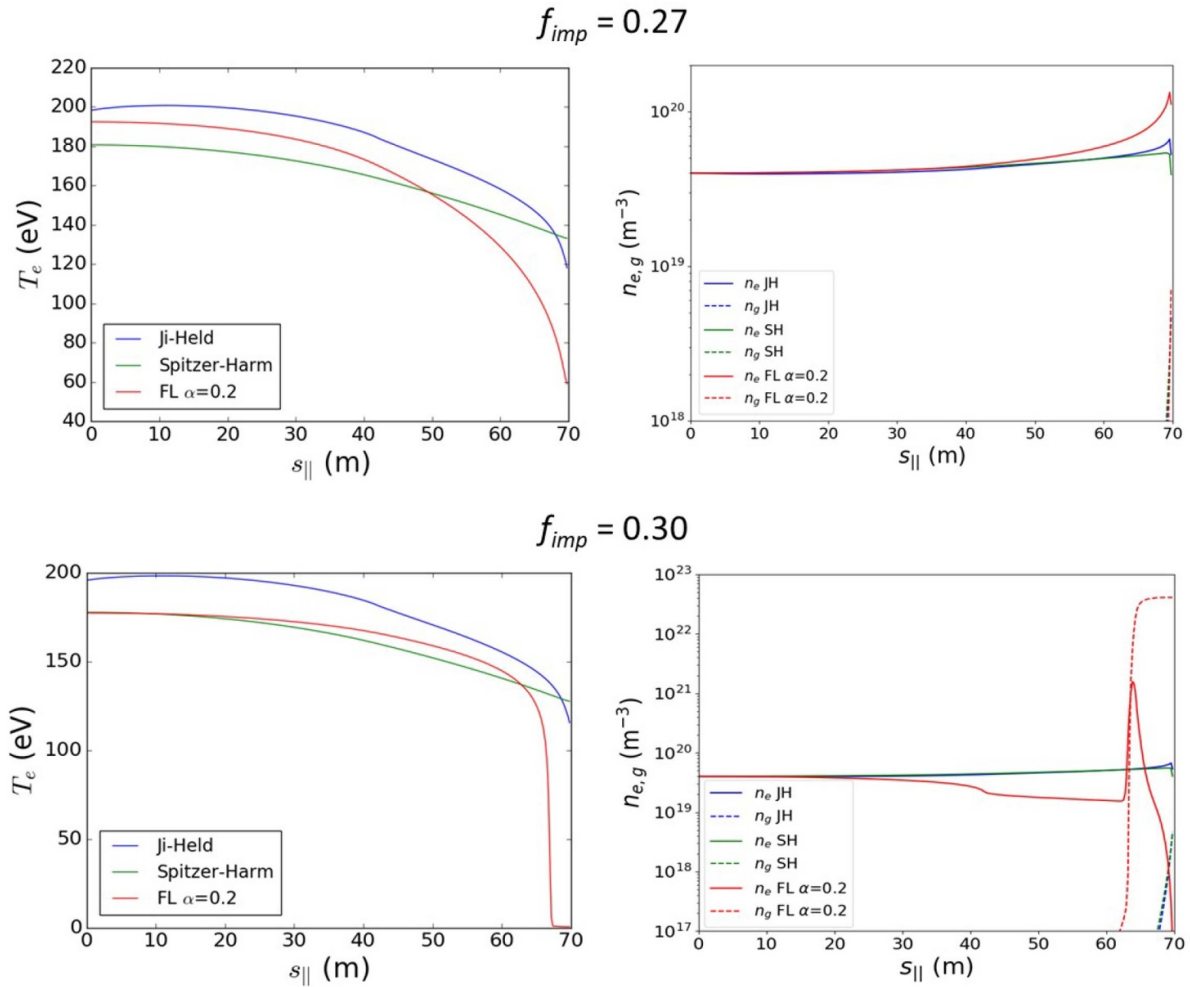 f_imp = 0.27
220
200
180
160
140
120
100
80
60
40
T_e (eV)
0 10 20 30 40 50 60 70
s_|| (m)
Ji-Held
Spitzer-Harm
FL α=0.2
10^20
10^19
10^18
n_e,g (m^−3)
0 10 20 30 40 50 60 70
s_|| (m)
n_e JH
n_g JH
n_e SH
n_g SH
n_e FL α=0.2
n_g FL α=0.2
f_imp = 0.30
200
150
100
50
0
T_e (eV)
0 10 20 30 40 50 60 70
s_|| (m)
Ji-Held
Spitzer-Harm
FL α=0.2
10^23
10^22
10^21
10^20
10^19
10^18
10^17
n_e,g (m^−3)
0 10 20 30 40 50 60 70
s_|| (m)
n_e JH
n_g JH
n_e SH
n_g SH
n_e FL α=0.2
n_g FL α=0.2